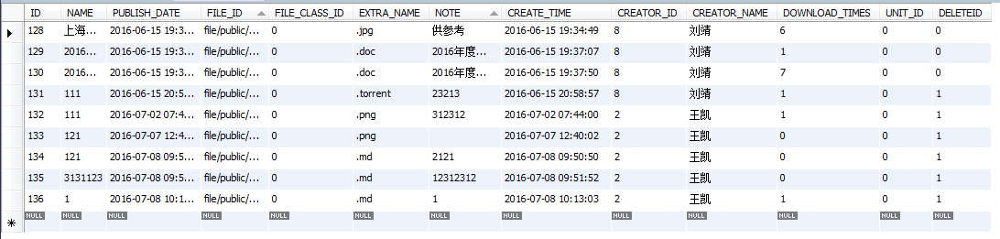 ID NAME PUBLISH_DATE FILE_ID FILE_CLASS_ID EXTRA_NAME NOTE CREATE_TIME CREATOR_ID CREATOR_NAME DOWNLOAD_TIMES UNIT_ID DELETEID
128 上海... 2016-06-15 19:3... file/public/... 0 .jpg 供参考 2016-06-15 19:34:49 8 刘靖 6 0 0
129 2016... 2016-06-15 19:3... file/public/... 0 .doc 2016年度... 2016-06-15 19:37:07 8 刘靖 1 0 0
130 2016... 2016-06-15 19:3... file/public/... 0 .doc 2016年度... 2016-06-15 19:37:50 8 刘靖 7 0 0
131 111 2016-06-15 20:5... file/public/... 0 .torrent 23213 2016-06-15 20:58:57 8 刘靖 1 0 1
132 111 2016-07-02 07:4... file/public/... 0 .png 312312 2016-07-02 07:44:00 2 王凯 1 0 1
133 121 2016-07-07 12:4... file/public/... 0 .png 2016-07-07 12:40:02 2 王凯 0 0 1
134 121 2016-07-08 09:5... file/public/... 0 .md 2121 2016-07-08 09:50:50 2 王凯 0 0 1
135 3131123 2016-07-08 09:5... file/public/... 0 .md 12312312 2016-07-08 09:51:52 2 王凯 0 0 1
136 1 2016-07-08 10:1... file/public/... 0 .md 1 2016-07-08 10:13:03 2 王凯 1 0 1
NULL NULL NULL NULL NULL NULL NULL NULL NULL NULL NULL NULL NULL